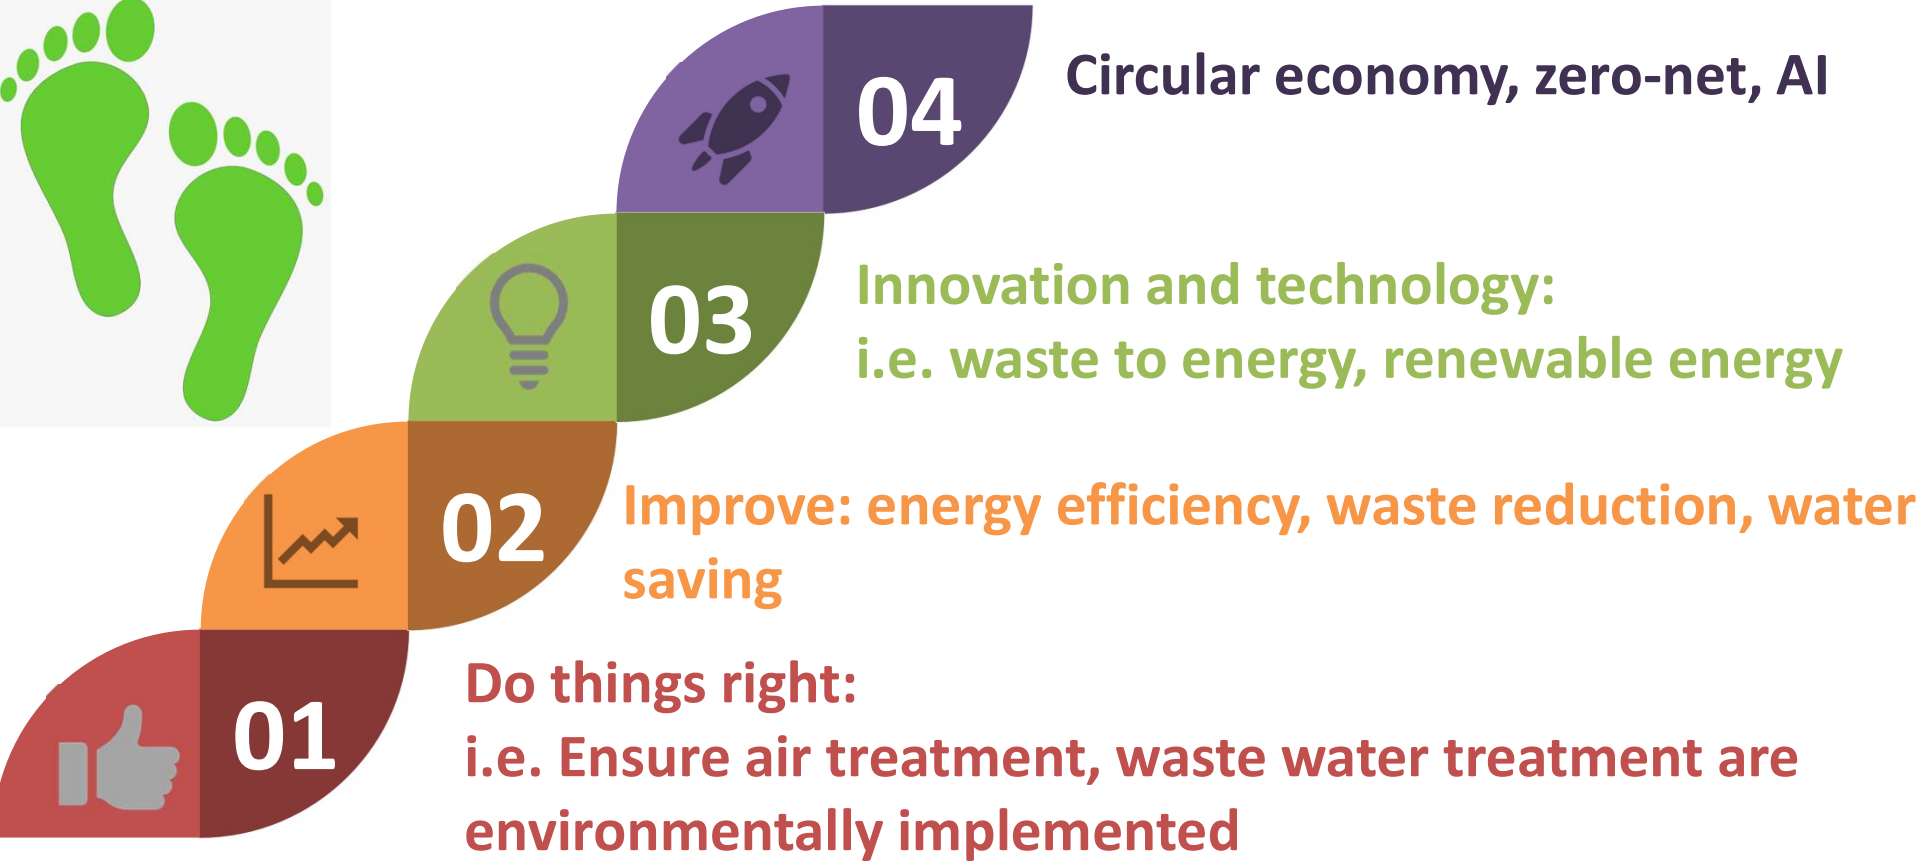 04
Circular economy, zero-net, AI
03
Innovation and technology:
i.e. waste to energy, renewable energy
02
Improve: energy efficiency, waste reduction, water
saving
01
Do things right:
i.e. Ensure air treatment, waste water treatment are
environmentally implemented